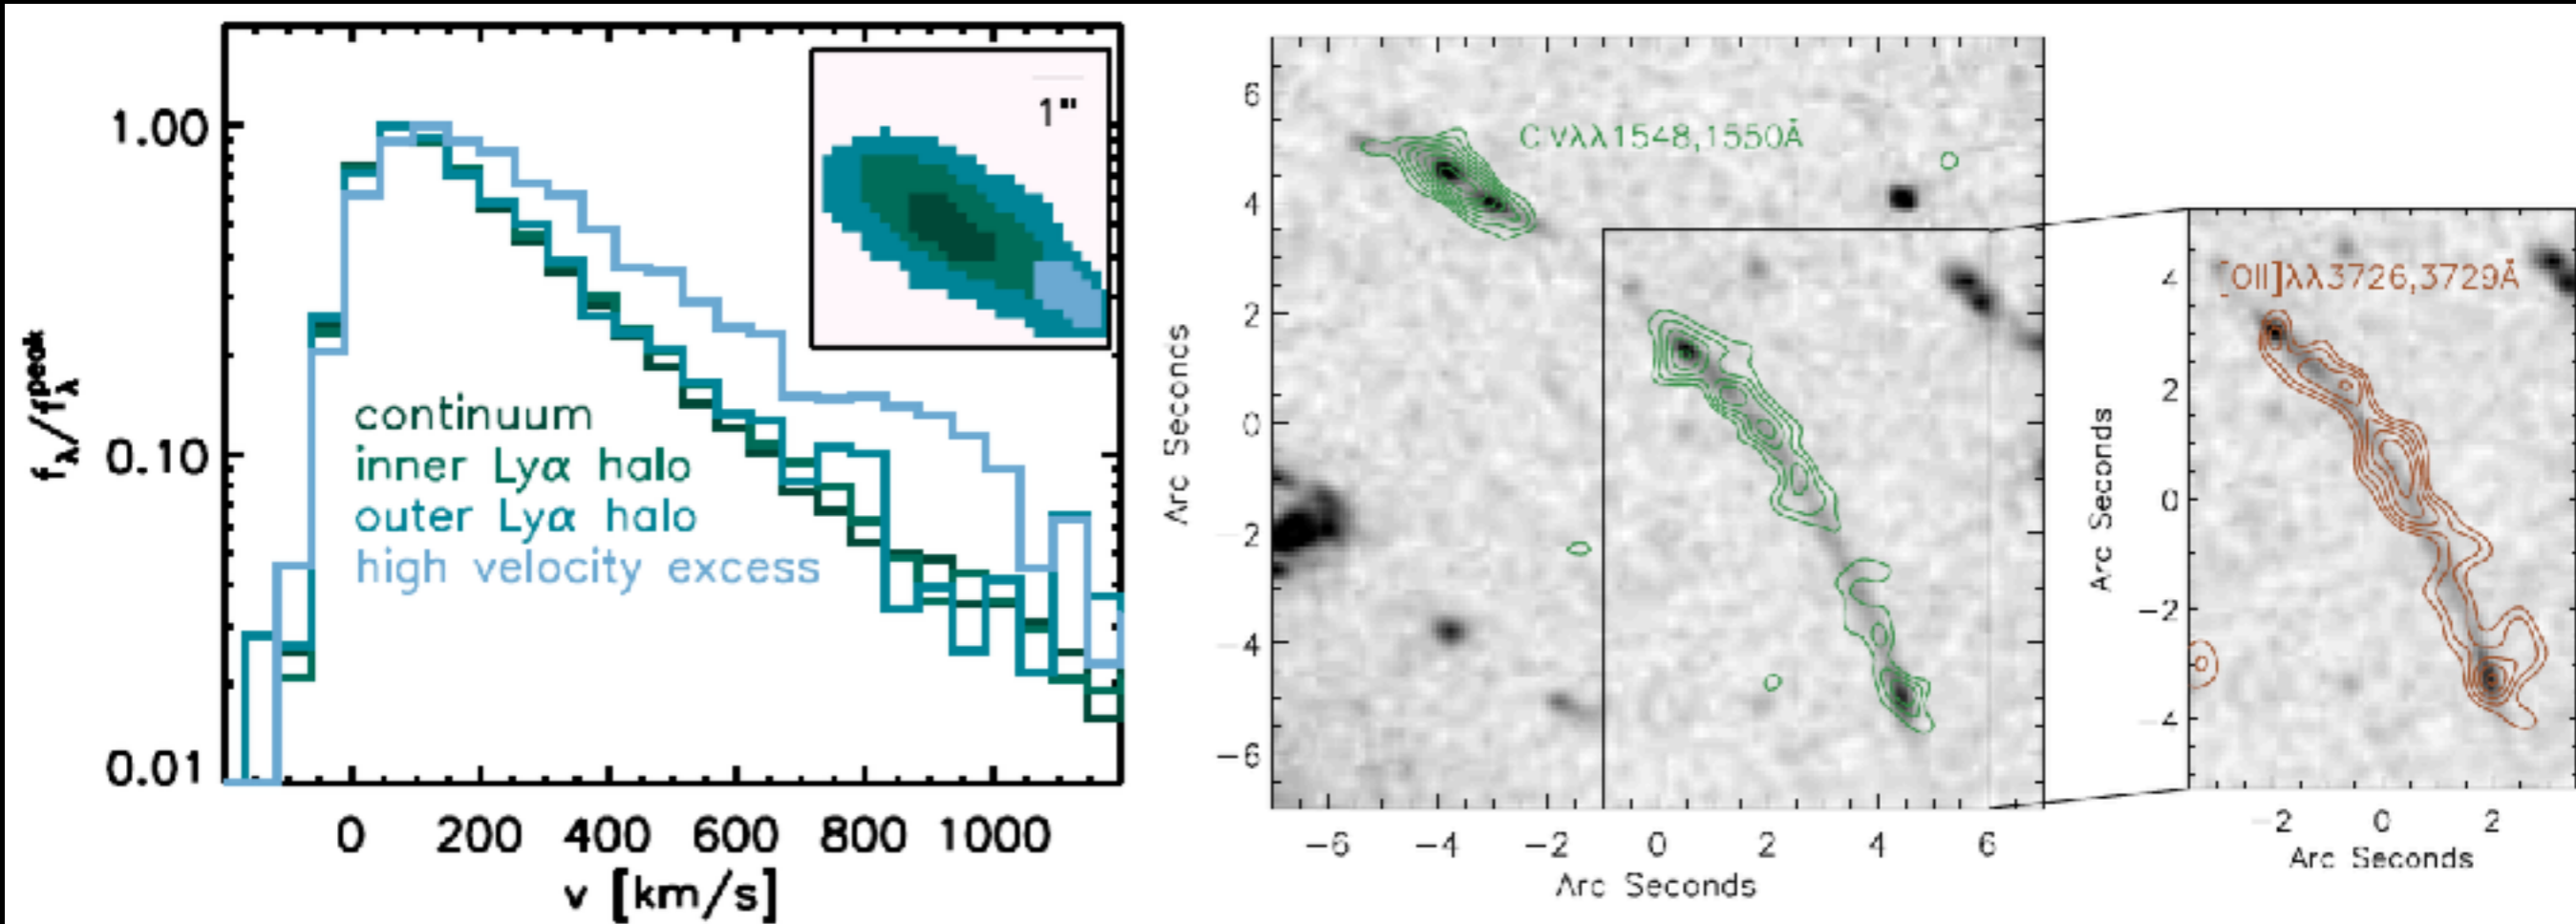 1.00
0.10
0.01
f_λ/f_λ^peak
1"
continuum
inner Lyα halo
outer Lyα halo
high velocity excess
0 200 400 600 800 1000
v [km/s]
6
4
2
0
−2
−4
−6
Arc Seconds
C VλλI548,1550Å
−6 −4 −2 0 2 4 6
Arc Seconds
4
2
0
−2
−4
Arc Seconds
[OII]λλ3726,3729Å
−2 0 2
Arc Seconds